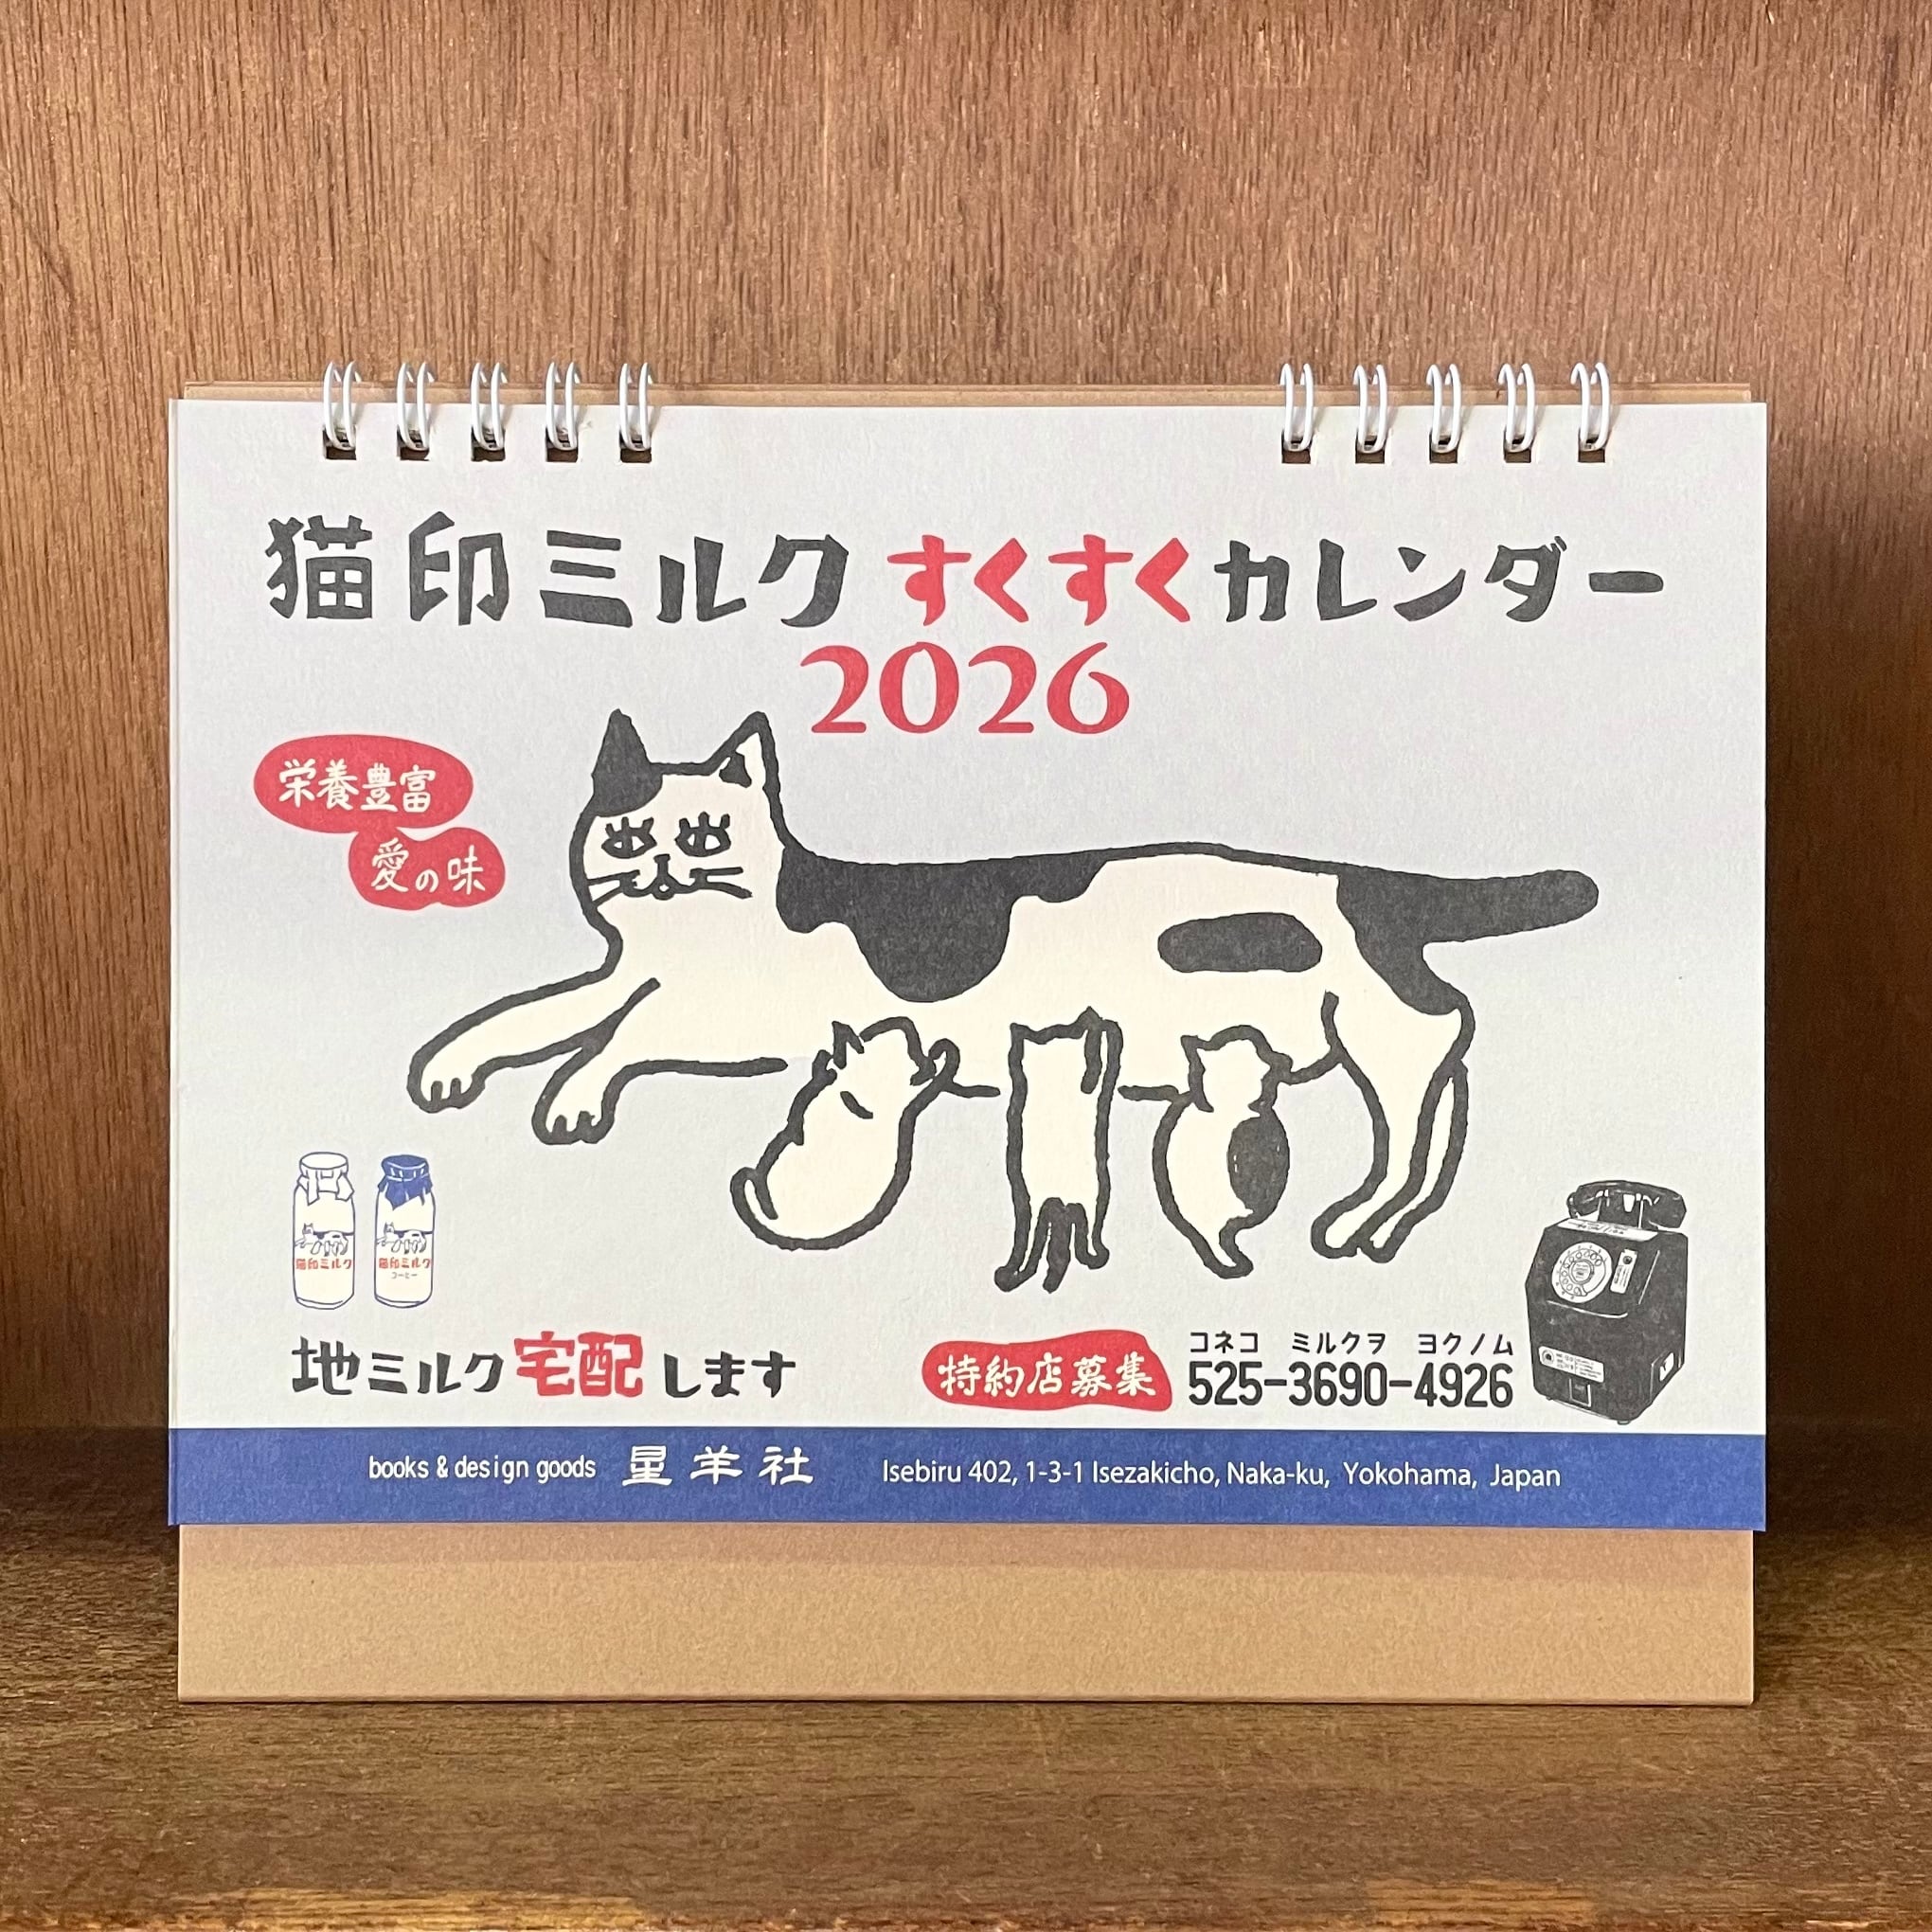 猫印ミルクすくすくカレンダー
2026
栄養豊富
愛の味
猫印ミルク
猫印ミルク
コーヒー
地ミルク宅配します
特約店募集
コネコ ミルクヲ ヨクノム
525-3690-4926
books & design goods 星羊社 Isebiru 402, 1-3-1 Isezakicho, Naka-ku, Yokohama, Japan